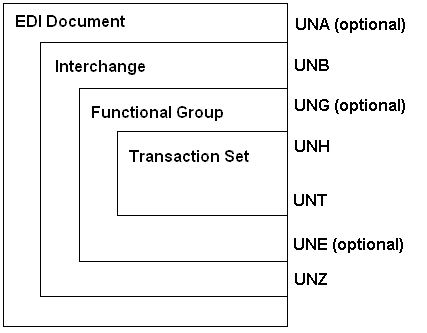 EDI Document
UNA (optional)
Interchange
UNB
Functional Group
UNG (optional)
Transaction Set
UNH
UNT
UNE (optional)
UNZ